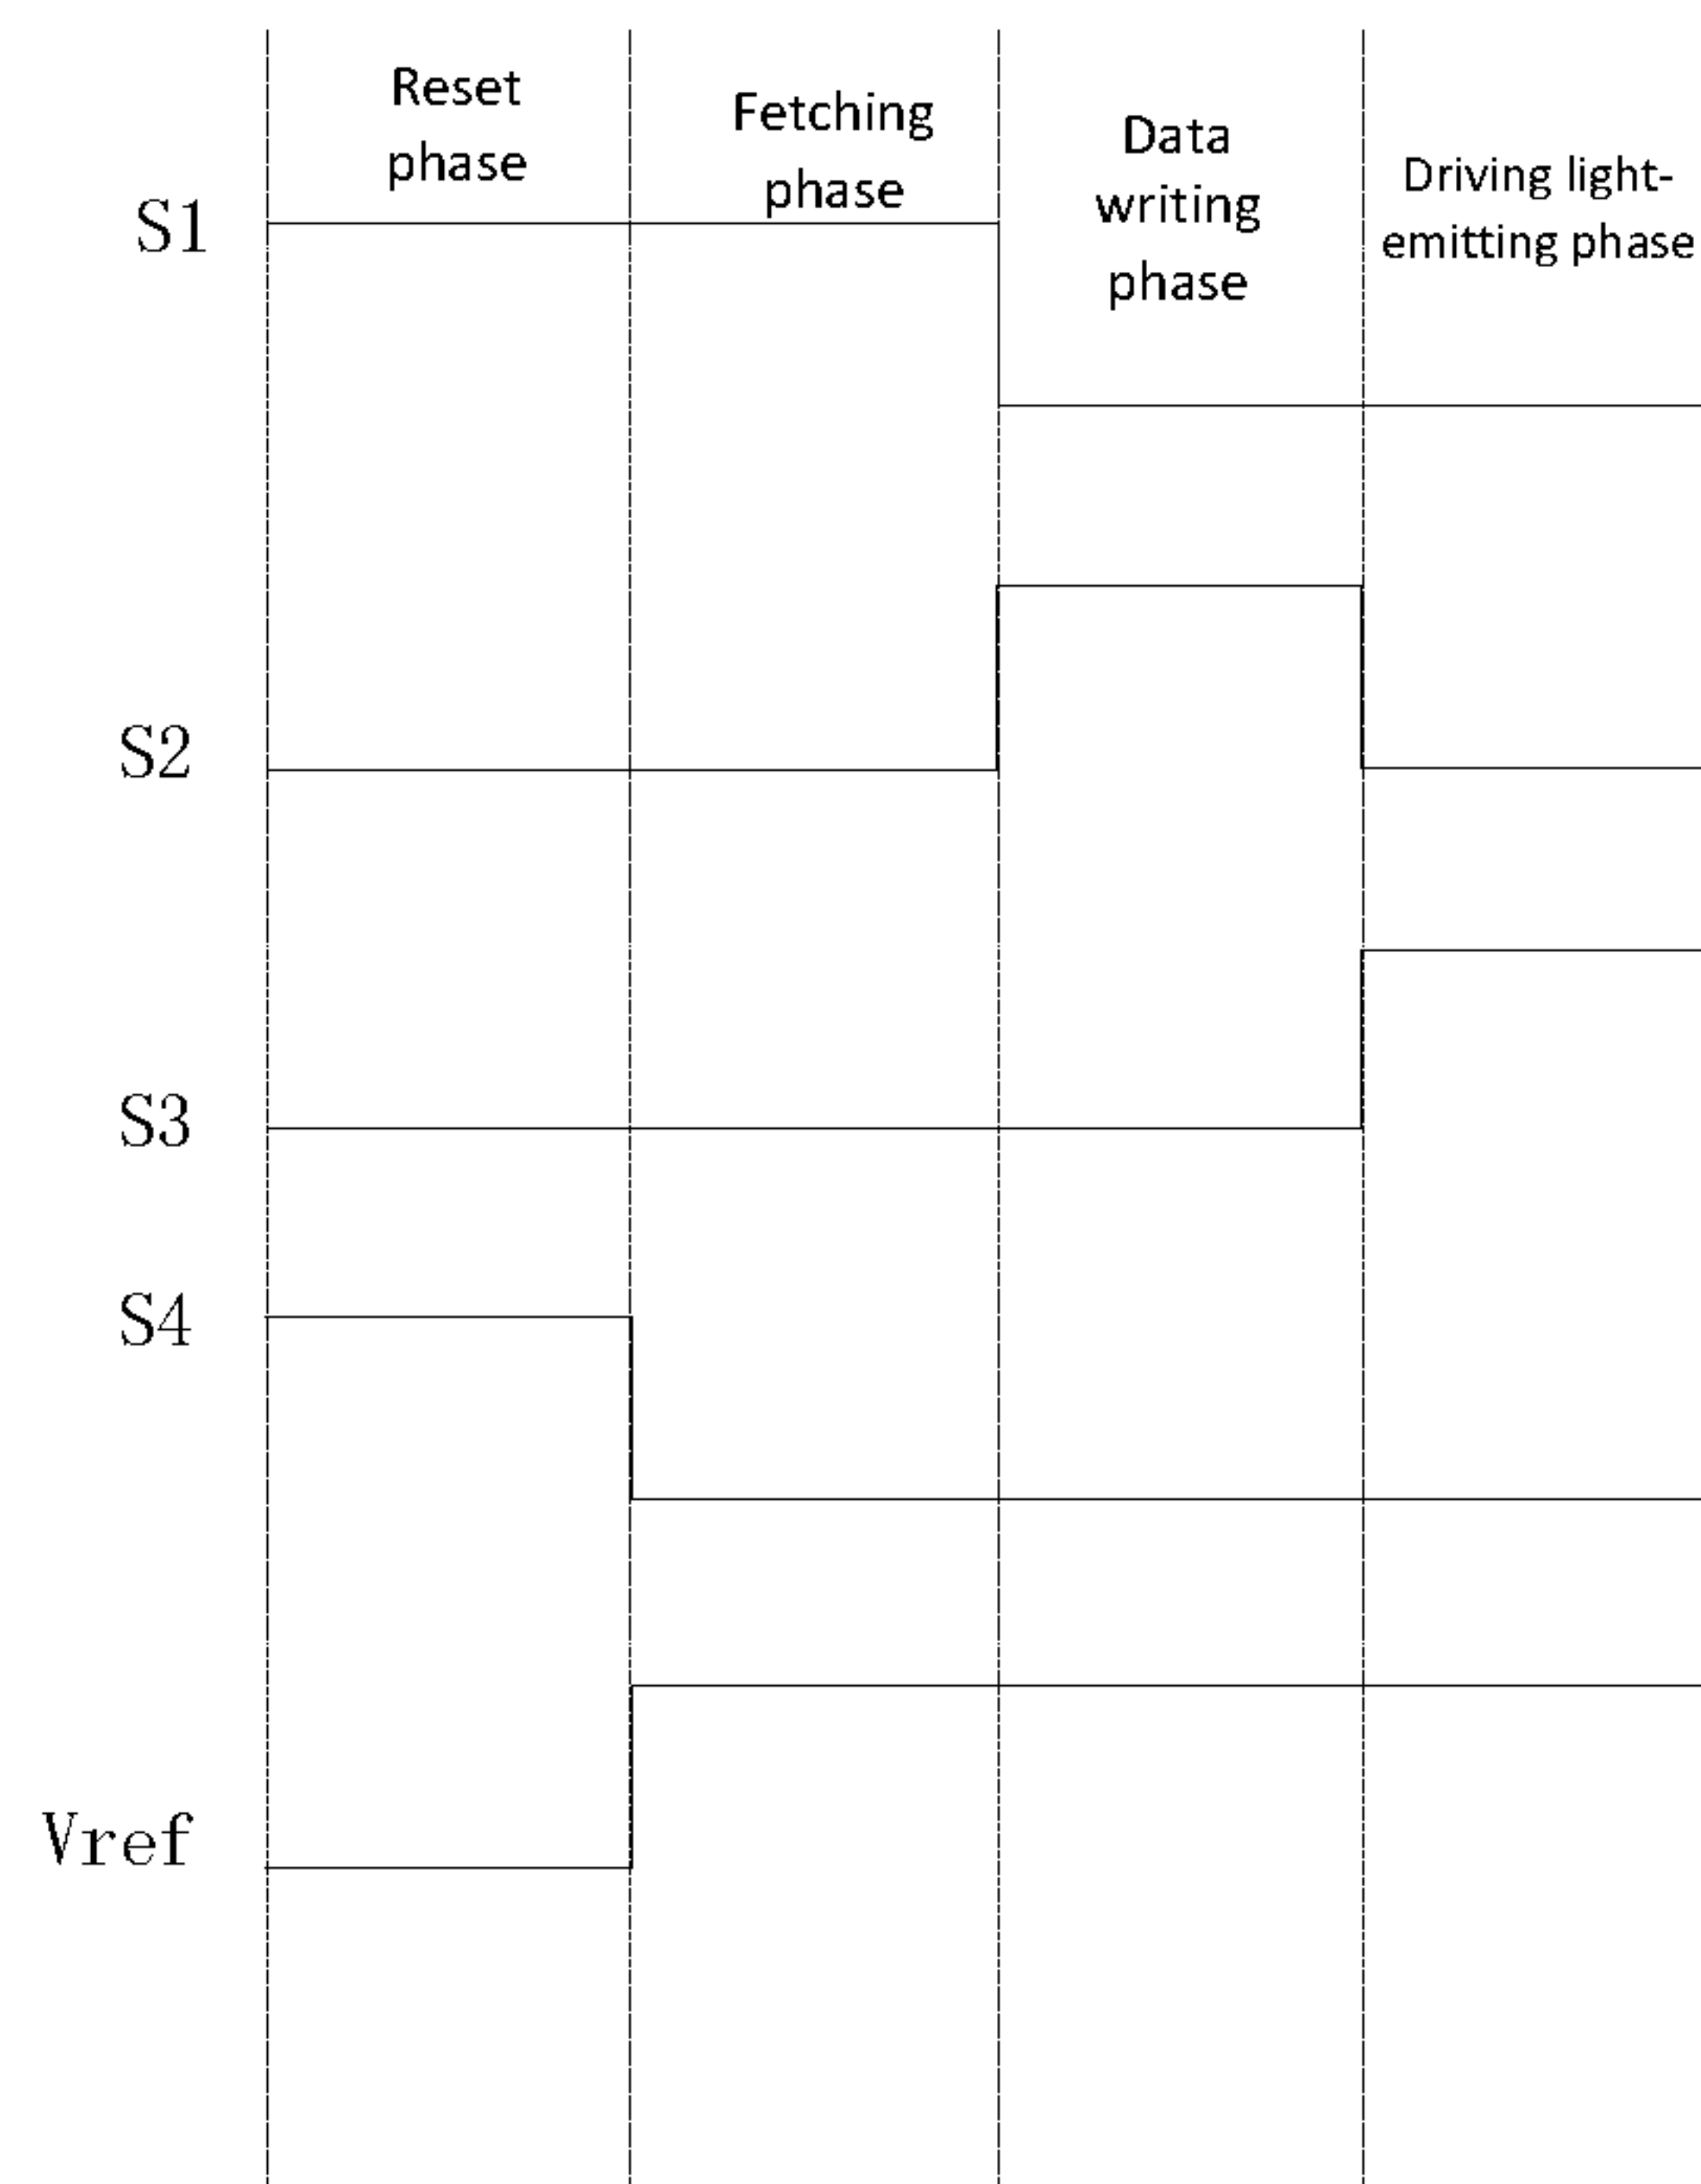 Reset
phase
Fetching
phase
Data
writing
phase
Driving light-
emitting phase
S1
S2
S3
S4
Vref